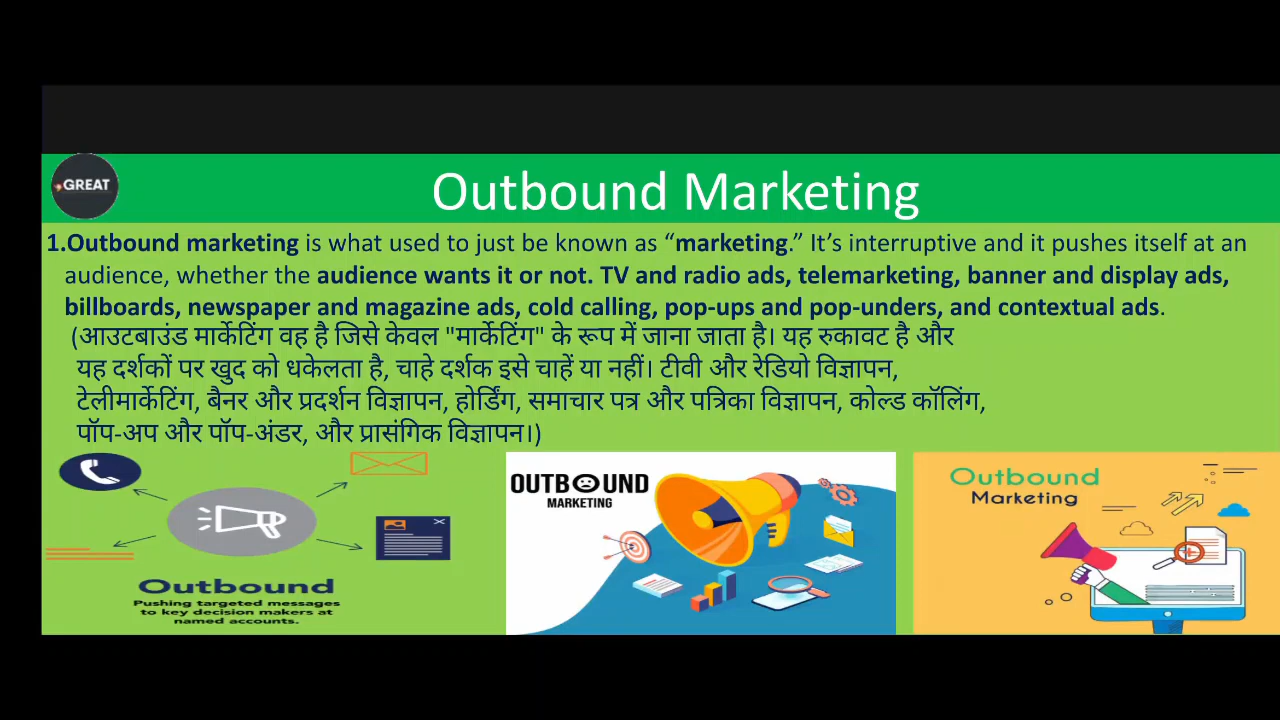 GREAT
Outbound Marketing
1.Outbound marketing is what used to just be known as “marketing.” It’s interruptive and it pushes itself at an
audience, whether the audience wants it or not. TV and radio ads, telemarketing, banner and display ads,
billboards, newspaper and magazine ads, cold calling, pop-ups and pop-unders, and contextual ads.
(आउटबाउंड मार्केटिंग वह है जिसे केवल "मार्केटिंग" के रूप में जाना जाता है। यह रुकावट है और
यह दर्शकों पर खुद को धकेलता है, चाहे दर्शक इसे चाहें या नहीं। टीवी और रेडियो विज्ञापन,
टेलीमार्केटिंग, बैनर और प्रदर्शन विज्ञापन, होर्डिंग, समाचार पत्र और पत्रिका विज्ञापन, कोल्ड कॉलिंग,
पॉप-अप और पॉप-अंडर, और प्रासंगिक विज्ञापन।)
Outbound
Pushing targeted messages
to key decision makers at
named accounts.
OUTBOUND
MARKETING
Outbound
Marketing